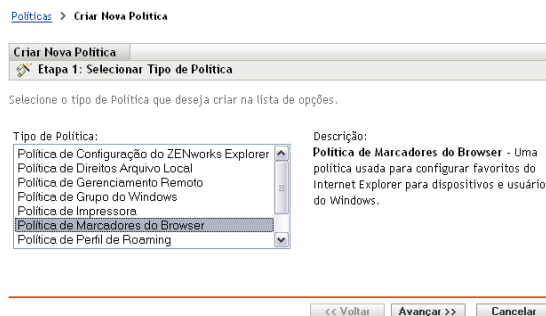 Políticas > Criar Nova Política
Criar Nova Política
Etapa 1: Selecionar Tipo de Política
Selecione o tipo de Política que deseja criar na lista de opções.
Tipo de Política:
Política de Configuração do ZENworks Explorer
Política de Direitos Arquivo Local
Política de Gerenciamento Remoto
Política de Grupo do Windows
Política de Impressora
Política de Marcadores do Browser
Política de Perfil de Roaming
Descrição:
Política de Marcadores do Browser - Uma
política usada para configurar favoritos do
Internet Explorer para dispositivos e usuário
do Windows.
<< Voltar Avançar >> Cancelar